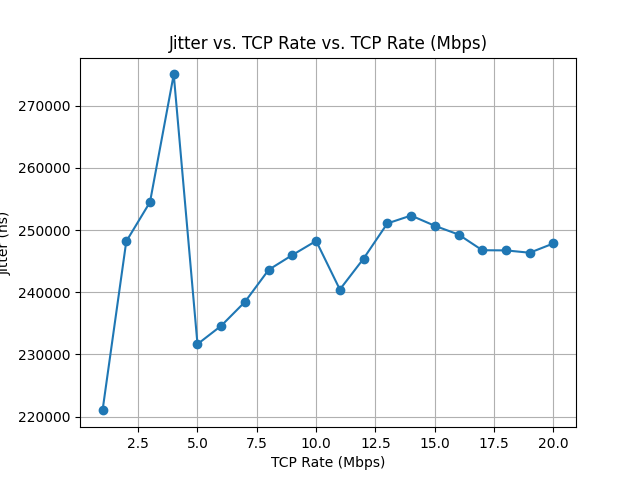 Jitter vs. TCP Rate vs. TCP Rate (Mbps)
270000
260000
250000
240000
230000
220000
Jitter (ns)
2.5 5.0 7.5 10.0 12.5 15.0 17.5 20.0
TCP Rate (Mbps)